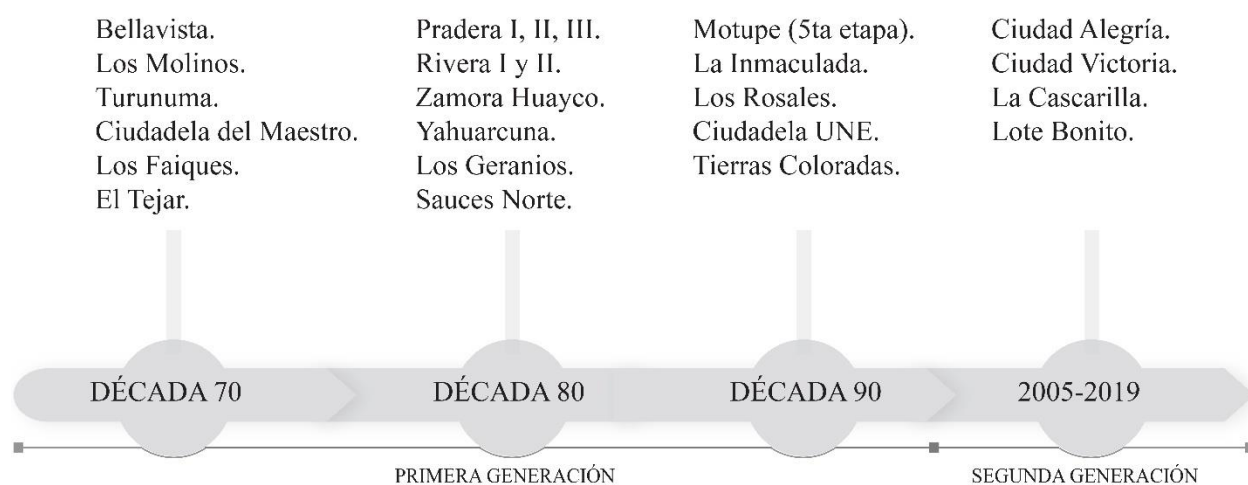 Bellavista.
Los Molinos.
Turunuma.
Ciudadela del Maestro.
Los Faiques.
El Tejar.
Pradera I, II, III.
Rivera I y II.
Zamora Huayco.
Yahuarcuna.
Los Geranios.
Sauces Norte.
Motupe (5ta etapa).
La Inmaculada.
Los Rosales.
Ciudadela UNE.
Tierras Coloradas.
Ciudad Alegría.
Ciudad Victoria.
La Cascarilla.
Lote Bonito.
DÉCADA 70
DÉCADA 80
DÉCADA 90
2005-2019
PRIMERA GENERACIÓN
SEGUNDA GENERACIÓN